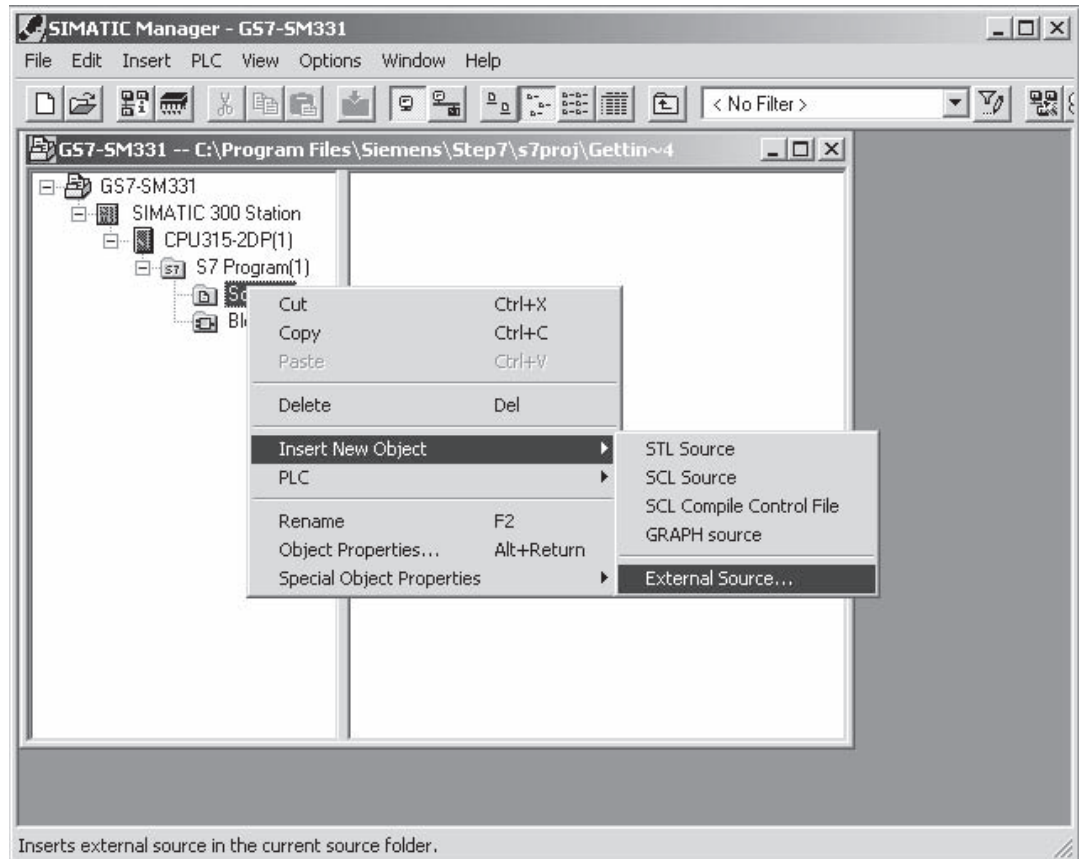 SIMATIC Manager - GS7-SM331
File Edit Insert PLC View Options Window Help
< No Filter >
GS7-SM331 -- C:\Program Files\Siemens\Step7\s7proj\Gettin~4
GS7-SM331
SIMATIC 300 Station
CPU315-2DP(1)
S7 Program(1)
Cut Ctrl+X
Copy Ctrl+C
Paste Ctrl+V
Delete Del
Insert New Object
PLC
Rename F2
Object Properties... Alt+Return
Special Object Properties
STL Source
SCL Source
SCL Compile Control File
GRAPH source
External Source...
Inserts external source in the current source folder.